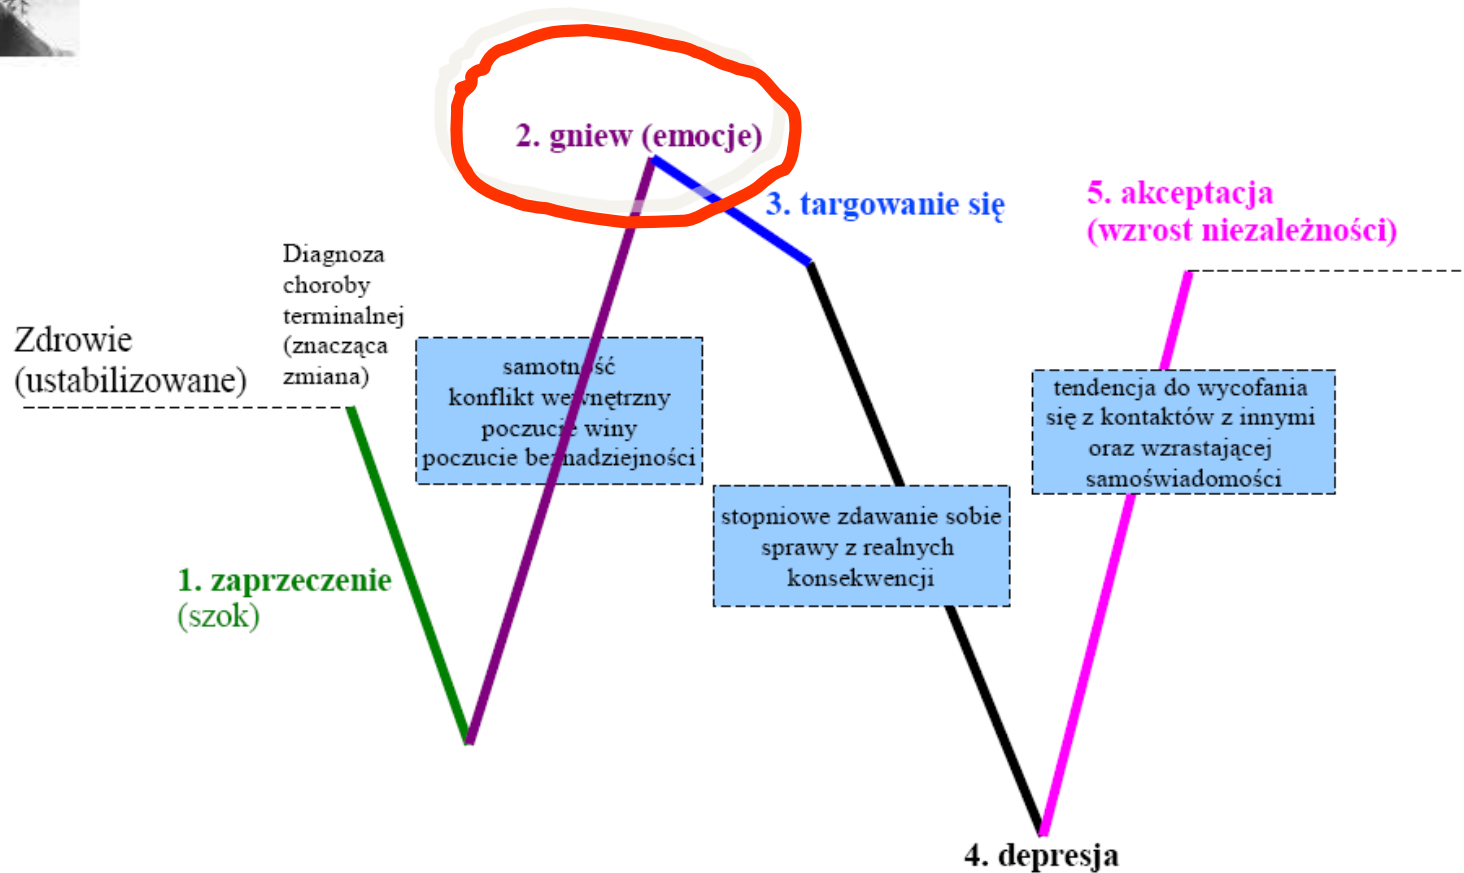 2. gniew (emocje)
3. targowanie się
5. akceptacja
(wzrost niezależności)
Diagnoza
choroby
terminalnej
(znacząca
zmiana)
Zdrowie
(ustabilizowane)
samotność
konflikt wewnętrzny
poczucie winy
poczucie beznadziejności
tendencja do wycofania
się z kontaktów z innymi
oraz wzrastającej
samoświadomości
stopniowe zdawanie sobie
sprawy z realnych
konsekwencji
1. zaprzeczenie
(szok)
4. depresja